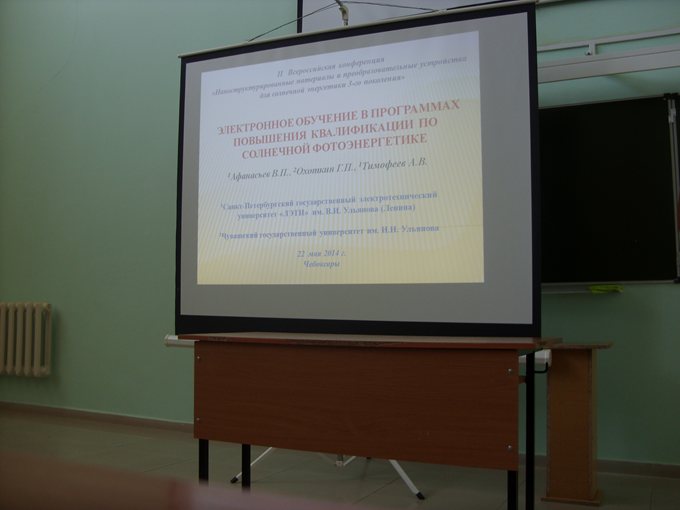 II Всероссийская конференция
«Наноструктурированные материалы и преобразовательные устройства
для солнечной энергетики 3-го поколения»
ЭЛЕКТРОННОЕ ОБУЧЕНИЕ В ПРОГРАММАХ
ПОВЫШЕНИЯ КВАЛИФИКАЦИИ ПО
СОЛНЕЧНОЙ ФОТОЭНЕРГЕТИКЕ
¹Афанасьев В.П., ²Охоткин Г.П., ¹Тимофеев А.В.
¹Санкт-Петербургский государственный электротехнический
университет «ЛЭТИ» им. В.И. Ульянова (Ленина)
²Чувашский государственный университет им. И.Н. Ульянова
22 мая 2014 г.
Чебоксары